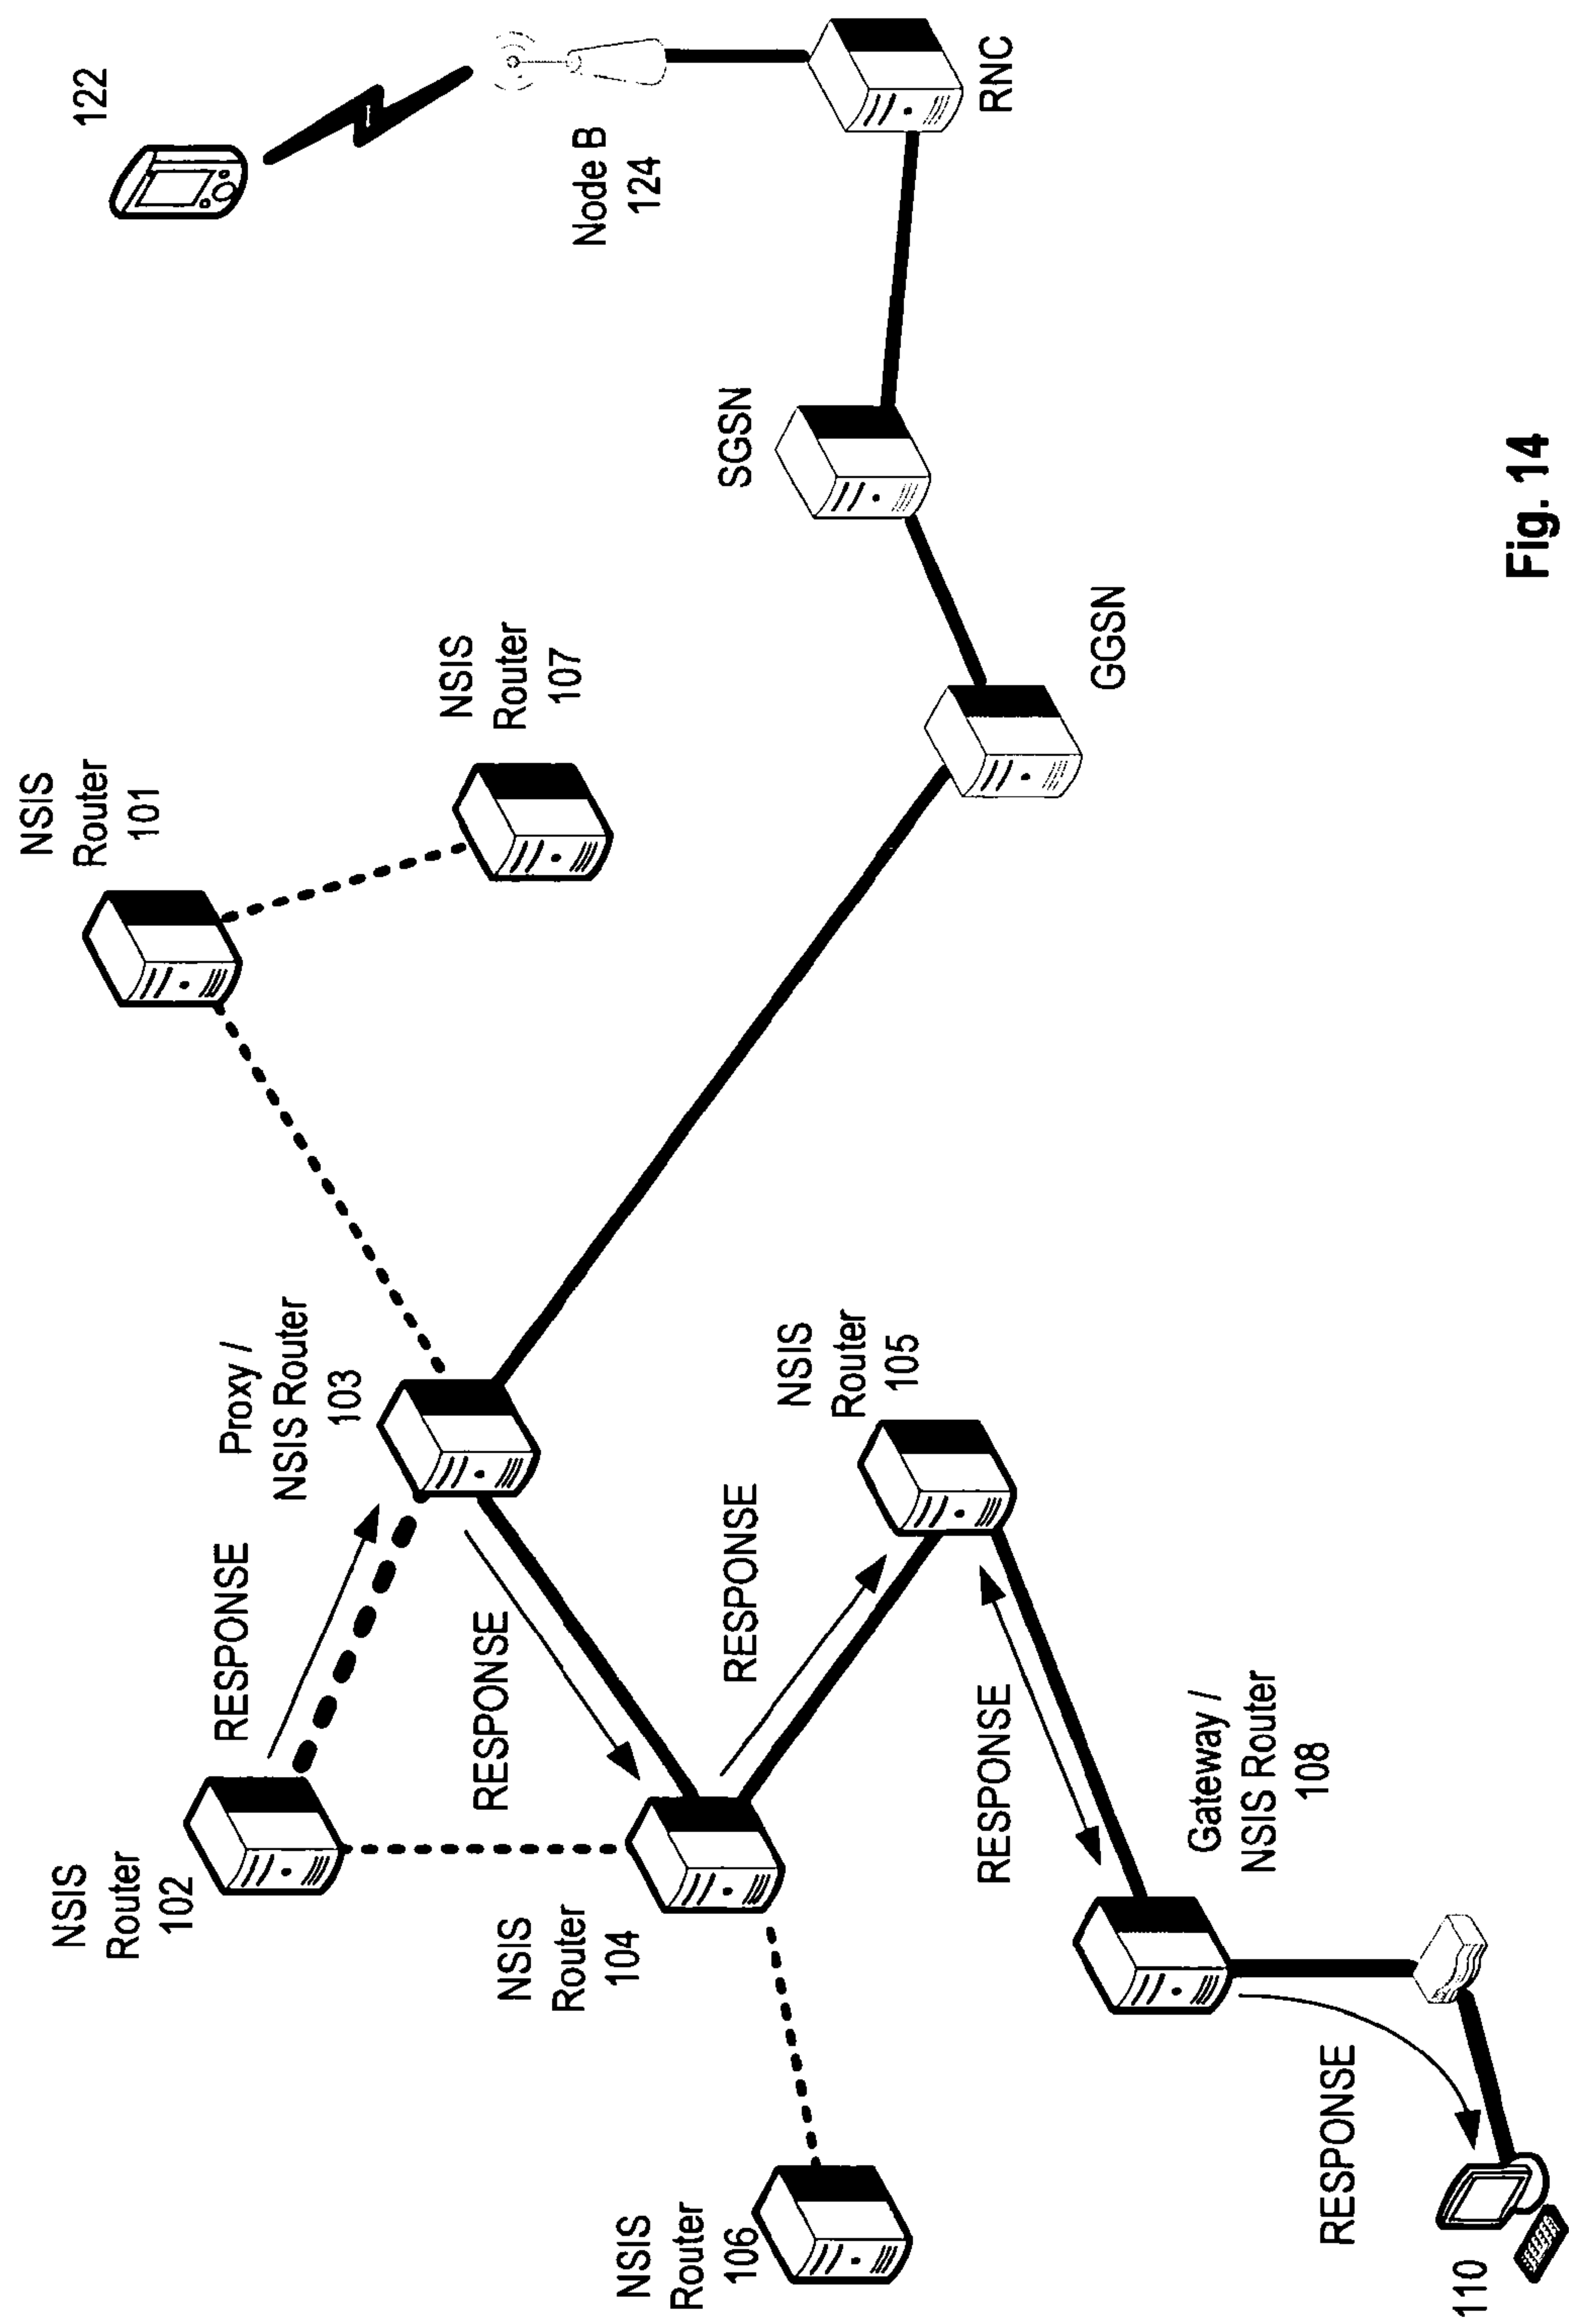 NSIS
Router
102
RESPONSE
Proxy /
NSIS Router
103
NSIS
Router
101
122
NSIS
Router
107
Node B
124
NSIS
Router
104
RESPONSE
NSIS
Router
106
RESPONSE
NSIS
Router
105
SGSN
RNC
RESPONSE
GGSN
Gateway /
NSIS Router
108
RESPONSE
110
Fig. 14